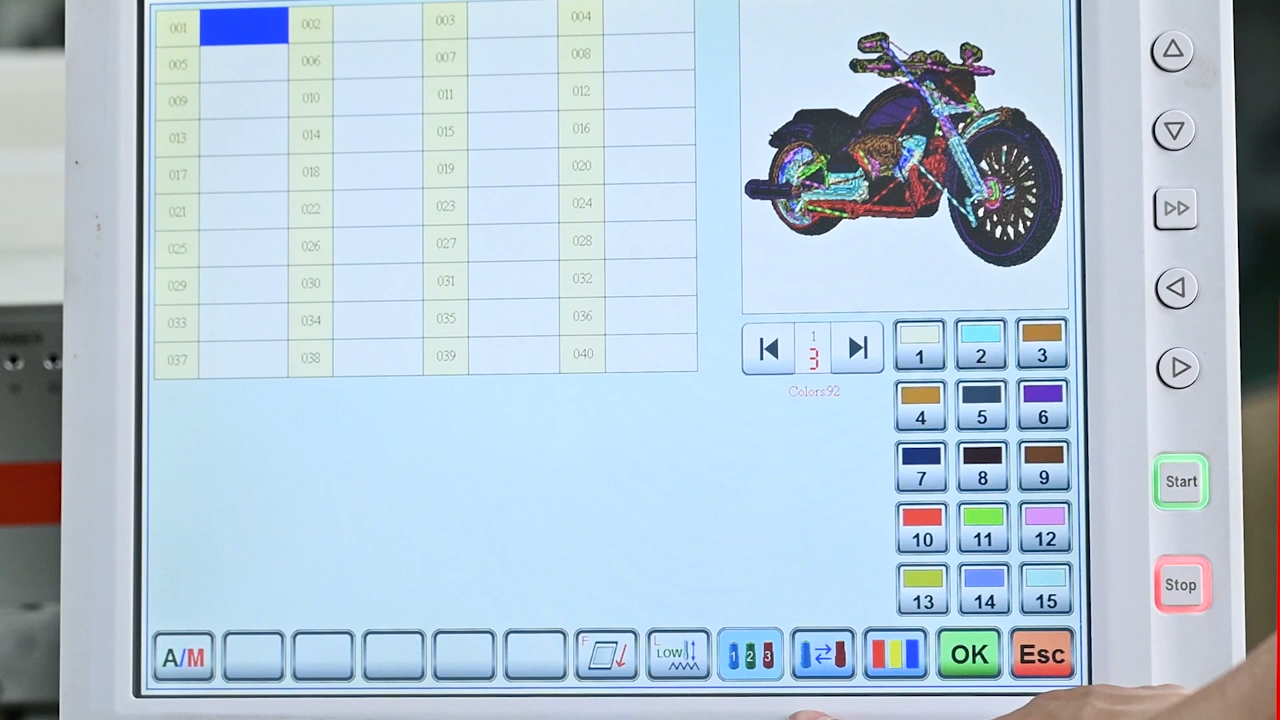 001 002 003 004
005 006 007 008
009 010 011 012
013 014 015 016
017 018 019 020
021 022 023 024
025 026 027 028
029 030 031 032
033 034 035 036
037 038 039 040
1
3
Colors:92
1 2 3
4 5 6
7 8 9
10 11 12
13 14 15
Start
Stop
A/M
F
L
LOW
1 2 3
OK
Esc